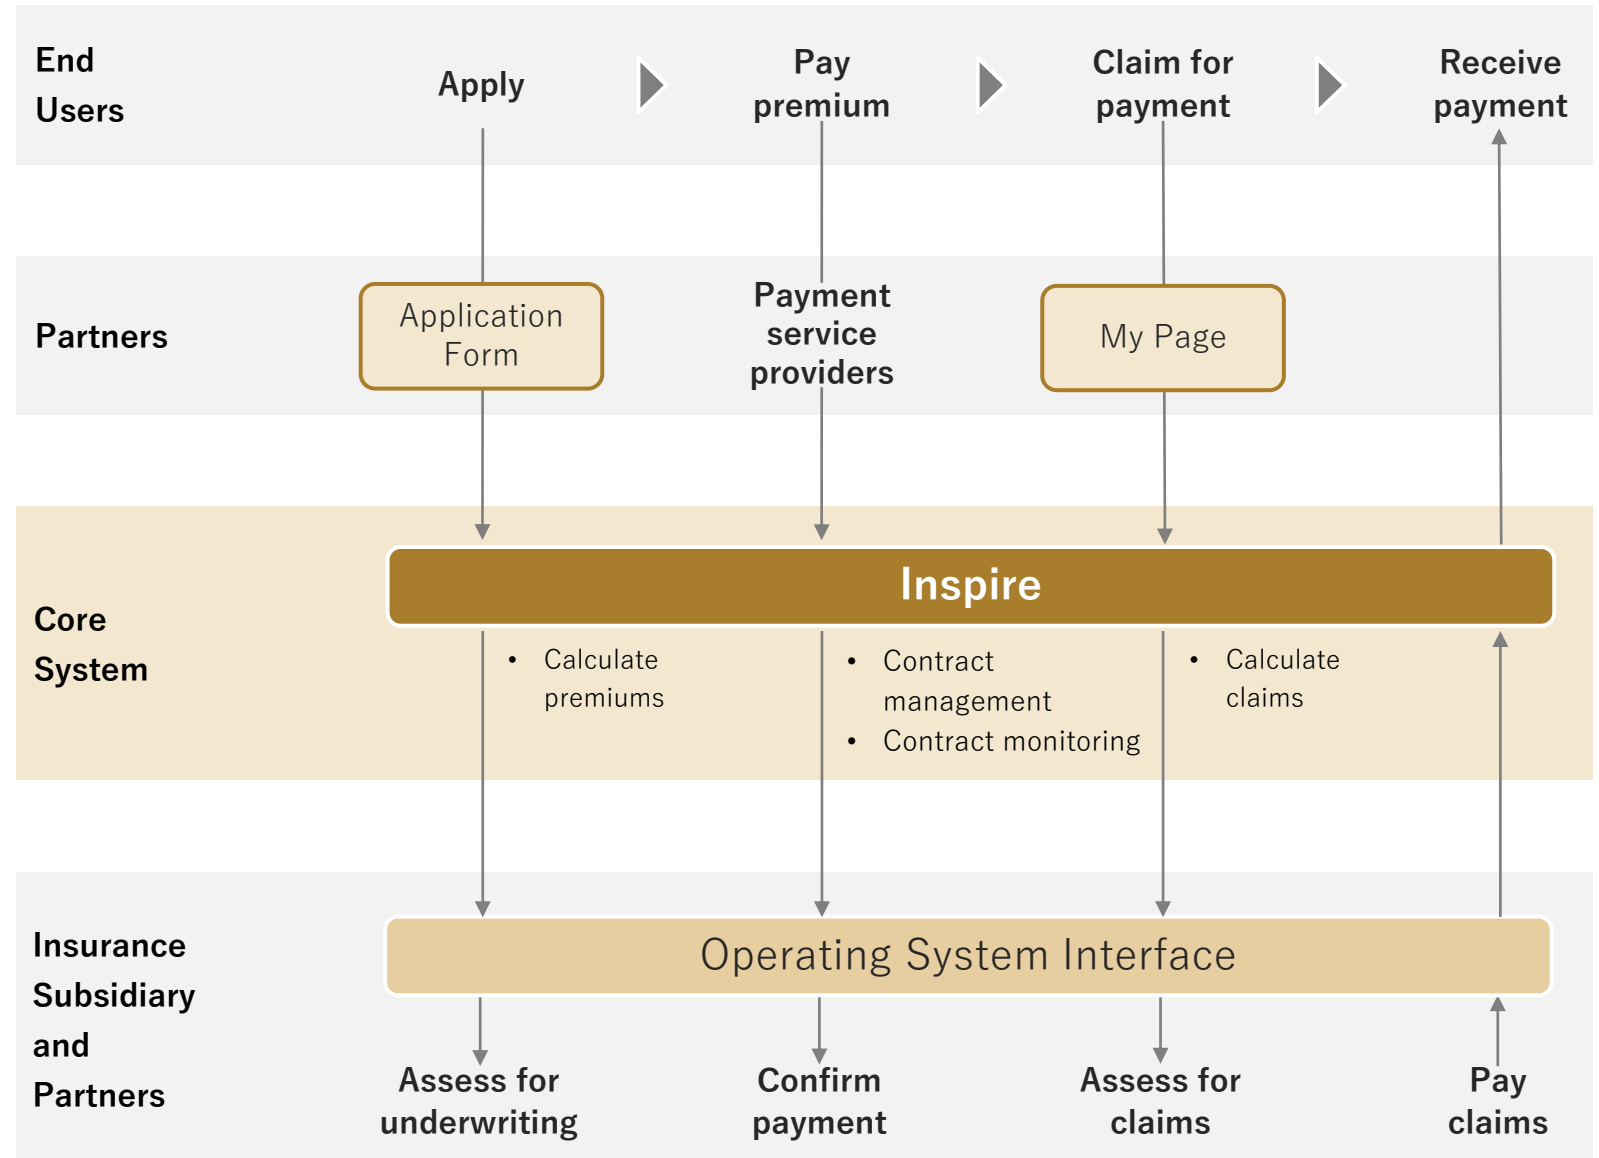 End
Users
Apply
Pay
premium
Claim for
payment
Receive
payment
Partners
Application
Form
Payment
service
providers
My Page
Core
System
Inspire
• Calculate
premiums
• Contract
management
• Contract monitoring
• Calculate
claims
Insurance
Subsidiary
and
Partners
Operating System Interface
Assess for
underwriting
Confirm
payment
Assess for
claims
Pay
claims